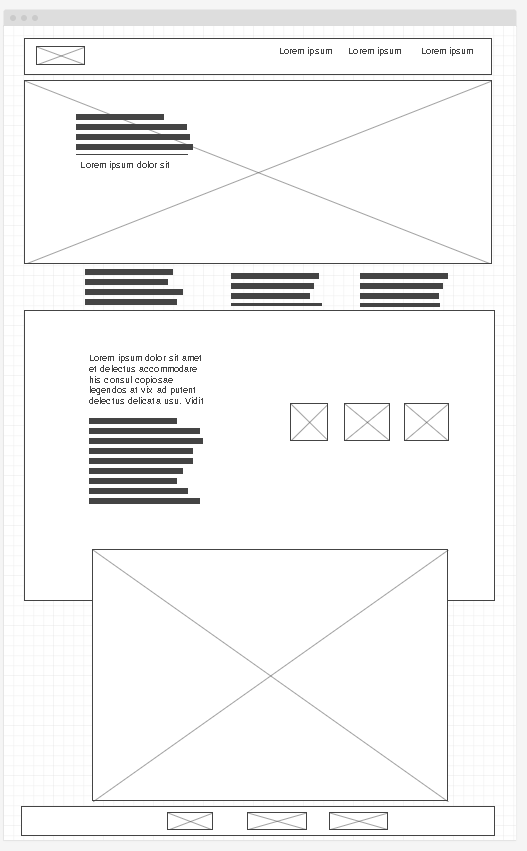 Lorem ipsum Lorem ipsum Lorem ipsum
Lorem ipsum dolor sit
Lorem ipsum dolor sit amet
et delectus accommodare
his consul copiosae
legendos at vix ad putent
delectus delicata usu. Vidit